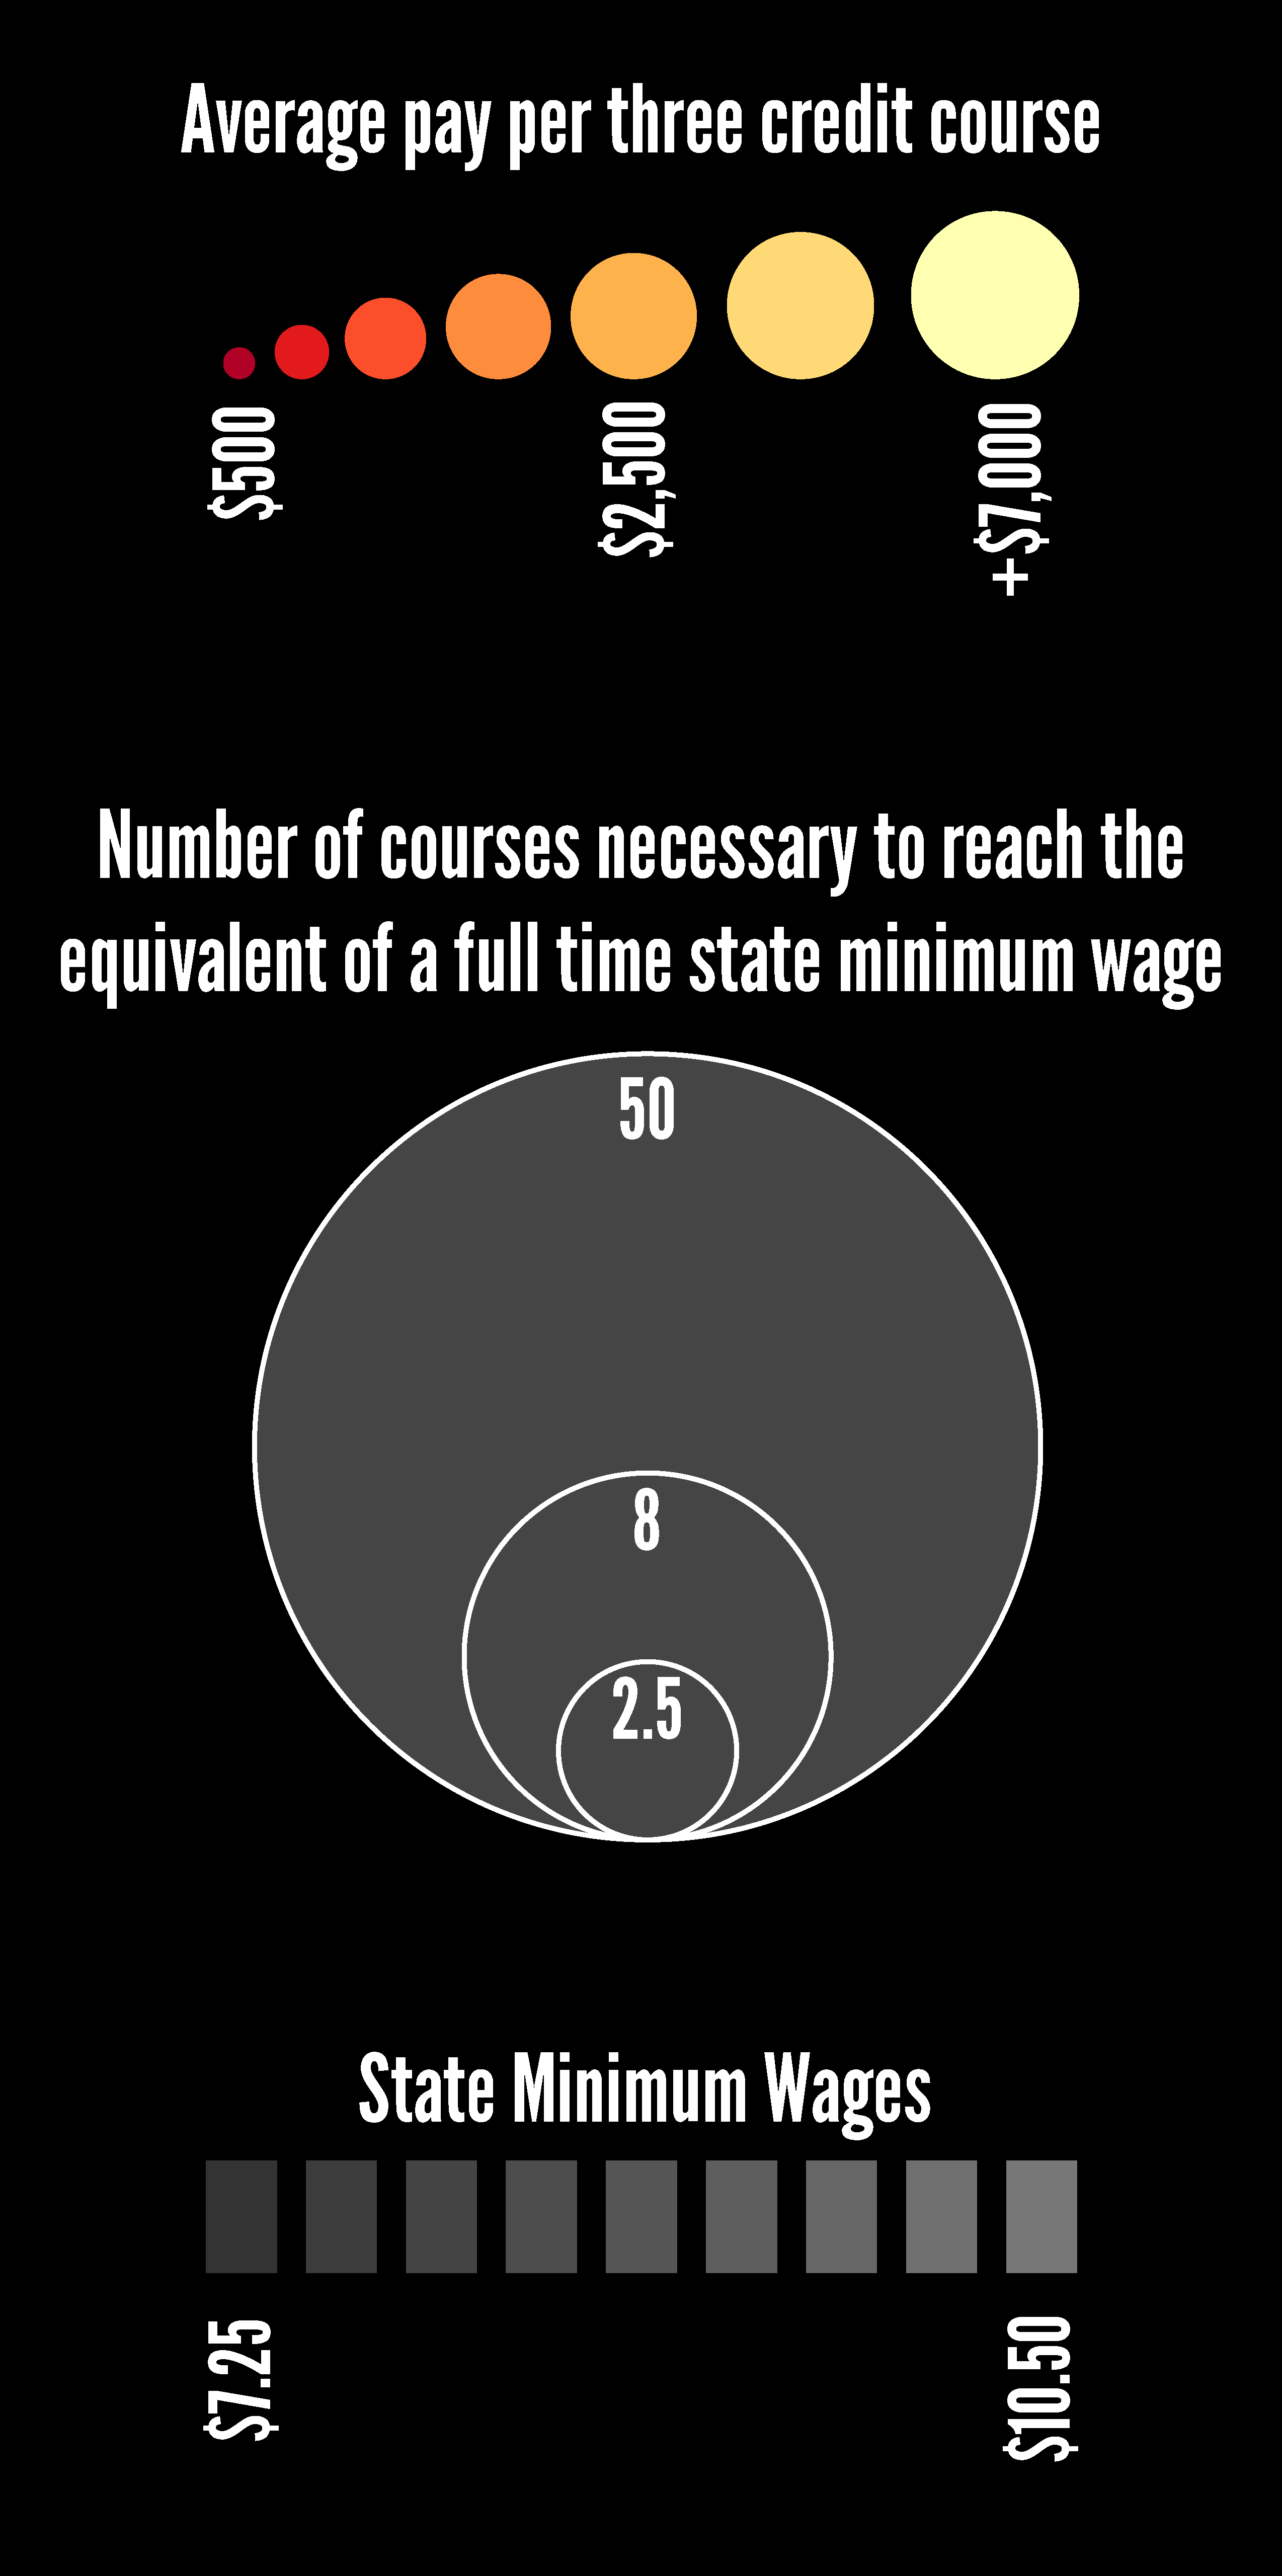 Average pay per three credit course
$500
$2,500
+$7,000
Number of courses necessary to reach the
equivalent of a full time state minimum wage
50
8
2.5
State Minimum Wages
$7.25
$10.50